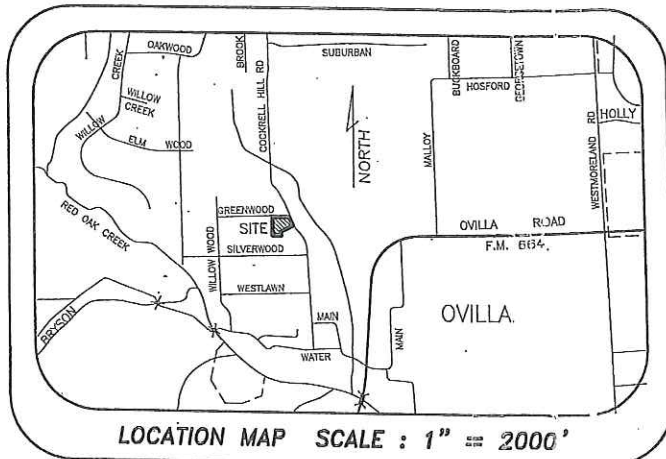 OAKWOOD
CREEK
BROOK
COCKRELL HILL RD
SUBURBAN
BUCKBOARD
GEORGETOWN
HOSFORD
WILLOW
CREEK
WILLOW
ELM WOOD
NORTH
MALLOY
WESTMORELAND RD
HOLLY
RED OAK CREEK
GREENWOOD
SITE
WILLOW WOOD
SILVERWOOD
OVILLA ROAD
F.M. 664.
WESTLAWN
BRYSON
MAIN
MAIN
OVILLA.
WATER
LOCATION MAP SCALE : 1" = 2000'